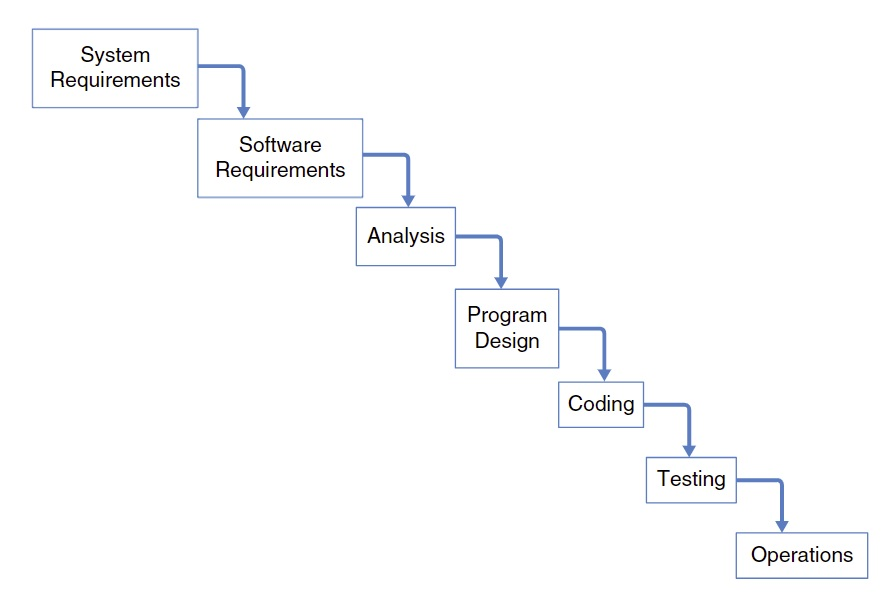 System
Requirements
Software
Requirements
Analysis
Program
Design
Coding
Testing
Operations